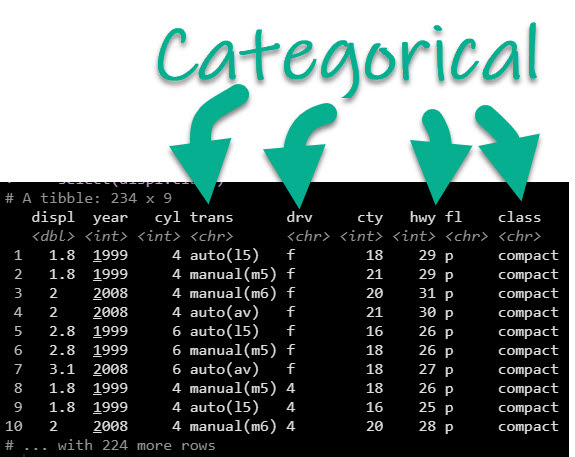 Categorical
# A tibble: 234 x 9
displ year cyl trans drv cty hwy fl class
<dbl> <int> <int> <chr> <chr> <int> <int> <chr> <chr>
1 1.8 1999 4 auto(l5) f 18 29 p compact
2 1.8 1999 4 manual(m5) f 21 29 p compact
3 2 2008 4 manual(m6) f 20 31 p compact
4 2 2008 4 auto(av) f 21 30 p compact
5 2.8 1999 6 auto(l5) f 16 26 p compact
6 2.8 1999 6 manual(m5) f 18 26 p compact
7 3.1 2008 6 auto(av) f 18 27 p compact
8 1.8 1999 4 manual(m5) 4 18 26 p compact
9 1.8 1999 4 auto(l5) 4 16 25 p compact
10 2 2008 4 manual(m6) 4 20 28 p compact
# ... with 224 more rows